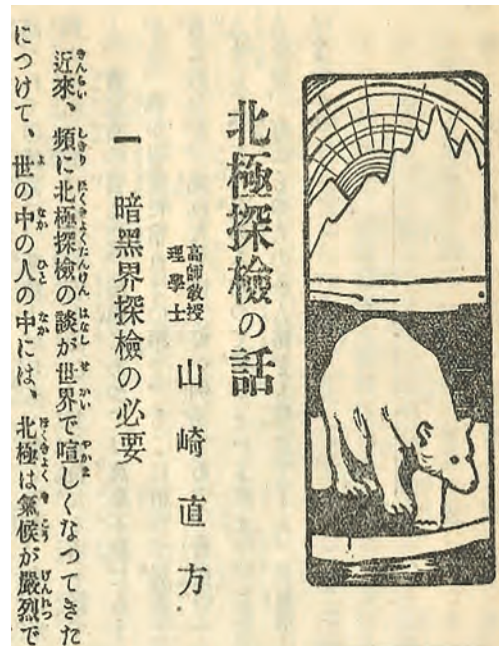 北極探檢の話
高師教授
理學士
山崎直方
一 暗黑界探檢の必要
近來、頻に北極探檢の談が世界で喧しくなつてきた
につけて、世の中の人の中には、北極は氣候が嚴烈で